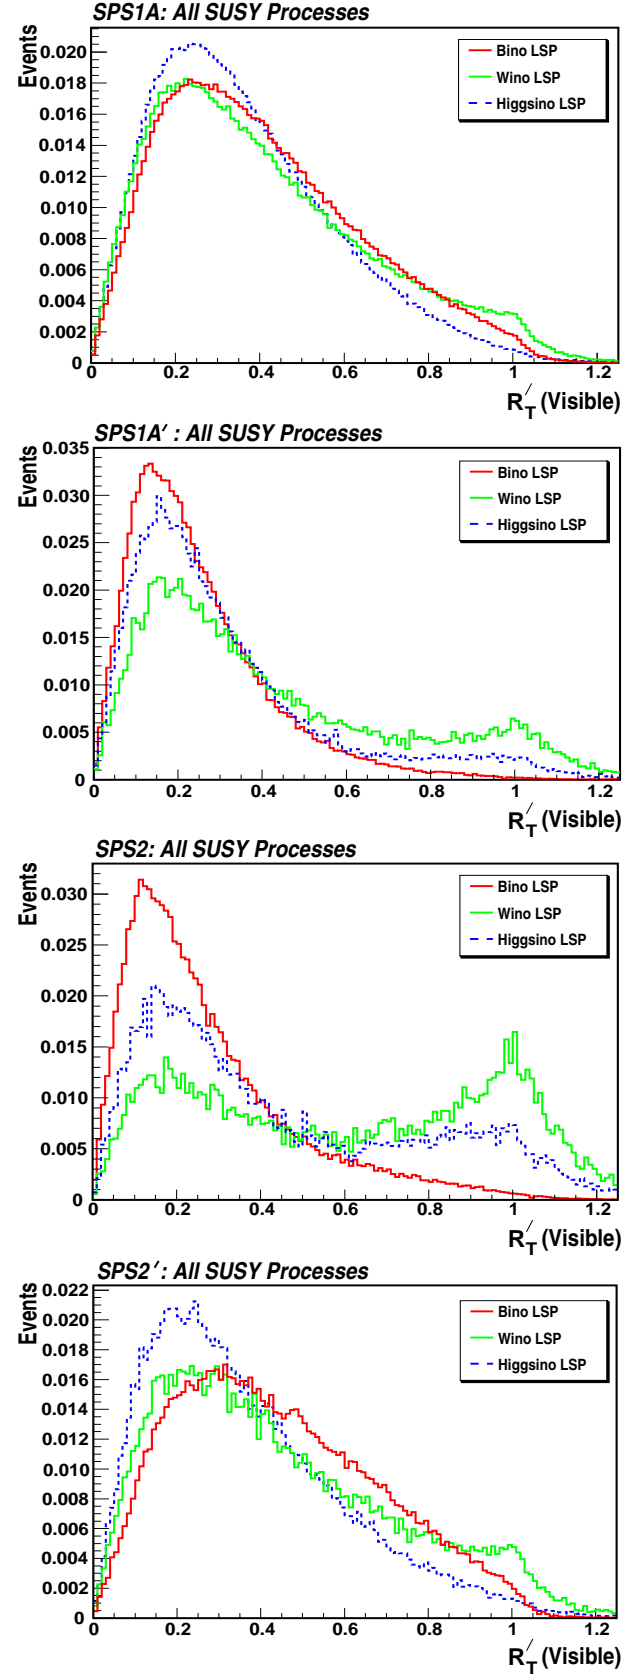 SPS1A: All SUSY Processes
Events
Bino LSP
Wino LSP
Higgsino LSP
0.020
0.018
0.016
0.014
0.012
0.010
0.008
0.006
0.004
0.002
0
0 0.2 0.4 0.6 0.8 1 1.2
R_T′ (Visible)
SPS1A′ : All SUSY Processes
Events
Bino LSP
Wino LSP
Higgsino LSP
0.035
0.030
0.025
0.020
0.015
0.010
0.005
0
0 0.2 0.4 0.6 0.8 1 1.2
R_T′ (Visible)
SPS2: All SUSY Processes
Events
Bino LSP
Wino LSP
Higgsino LSP
0.030
0.025
0.020
0.015
0.010
0.005
0
0 0.2 0.4 0.6 0.8 1 1.2
R_T′ (Visible)
SPS2′: All SUSY Processes
Events
Bino LSP
Wino LSP
Higgsino LSP
0.022
0.020
0.018
0.016
0.014
0.012
0.010
0.008
0.006
0.004
0.002
0
0 0.2 0.4 0.6 0.8 1 1.2
R_T′ (Visible)